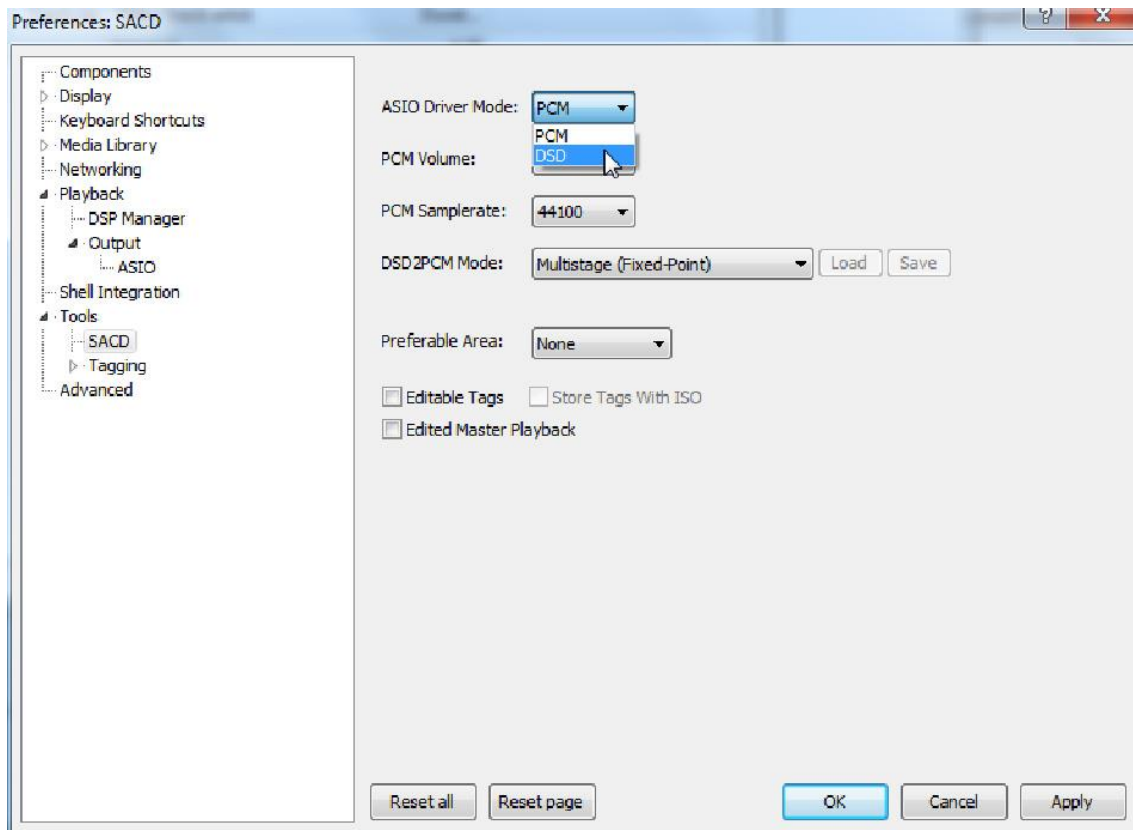 Preferences: SACD
Components
Display
Keyboard Shortcuts
Media Library
Networking
Playback
DSP Manager
Output
ASIO
Shell Integration
Tools
SACD
Tagging
Advanced
ASIO Driver Mode: PCM
PCM
DSD
PCM Volume:
PCM Samplerate: 44100
DSD2PCM Mode: Multistage (Fixed-Point) Load Save
Preferable Area: None
Editable Tags Store Tags With ISO
Edited Master Playback
Reset all Reset page OK Cancel Apply